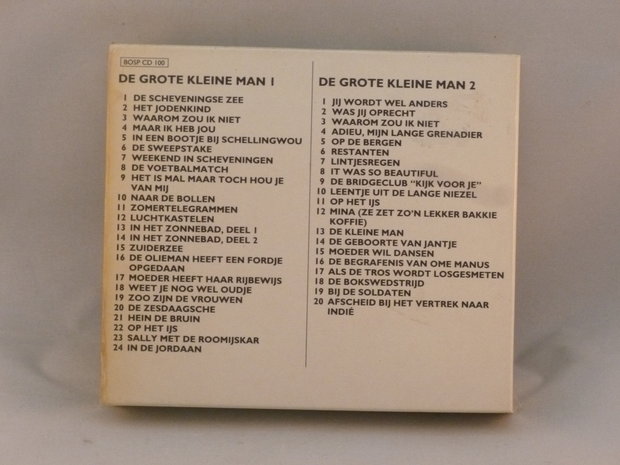 BOSP CD 100
DE GROTE KLEINE MAN 1
1 DE SCHEVENINGSE ZEE
2 HET JODENKIND
3 WAAROM ZOU IK NIET
4 MAAR IK HEB JOU
5 IN EEN BOOTJE BIJ SCHELLINGWOU
6 DE SWEEPSTAKE
7 WEEKEND IN SCHEVENINGEN
8 DE VOETBALMATCH
9 HET IS MAL MAAR TOCH HOU JE
VAN MIJ
10 NAAR DE BOLLEN
11 ZOMERTELEGRAMMEN
12 LUCHTKASTELEN
13 IN HET ZONNEBAD, DEEL 1
14 IN HET ZONNEBAD, DEEL 2
15 ZUIDERZEE
16 DE OLIEMAN HEEFT EEN FORDJE
OPGEDAAN
17 MOEDER HEEFT HAAR RIJBEWIJS
18 WEET JE NOG WEL OUDJE
19 ZOO ZIJN DE VROUWEN
20 DE ZESDAAGSCHE
21 HEIN DE BRUIN
22 OP HET IJS
23 SALLY MET DE ROOMIJSKAR
24 IN DE JORDAAN
DE GROTE KLEINE MAN 2
1 JIJ WORDT WEL ANDERS
2 WAS JIJ OPRECHT
3 WAAROM ZOU IK NIET
4 ADIEU, MIJN LANGE GRENADIER
5 OP DE BERGEN
6 RESTANTEN
7 LINTJESREGEN
8 IT WAS SO BEAUTIFUL
9 DE BRIDGECLUB "KIJK VOOR JE"
10 LEENTJE UIT DE LANGE NIEZEL
11 OP HET IJS
12 MINA (ZE ZET ZO'N LEKKER BAKKIE
KOFFIE)
13 DE KLEINE MAN
14 DE GEBOORTE VAN JANTJE
15 MOEDER WIL DANSEN
16 DE BEGRAFENIS VAN OME MANUS
17 ALS DE TROS WORDT LOSGESMETEN
18 DE BOKSWEDSTRIJD
19 BIJ DE SOLDATEN
20 AFSCHEID BIJ HET VERTREK NAAR
INDIË